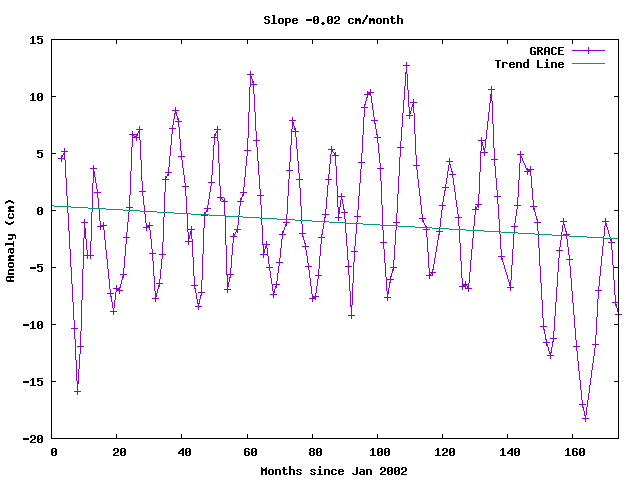 Slope -0.02 cm/month
GRACE
Trend Line
15
10
5
0
-5
-10
-15
-20
Anomaly (cm)
0 20 40 60 80 100 120 140 160
Months since Jan 2002